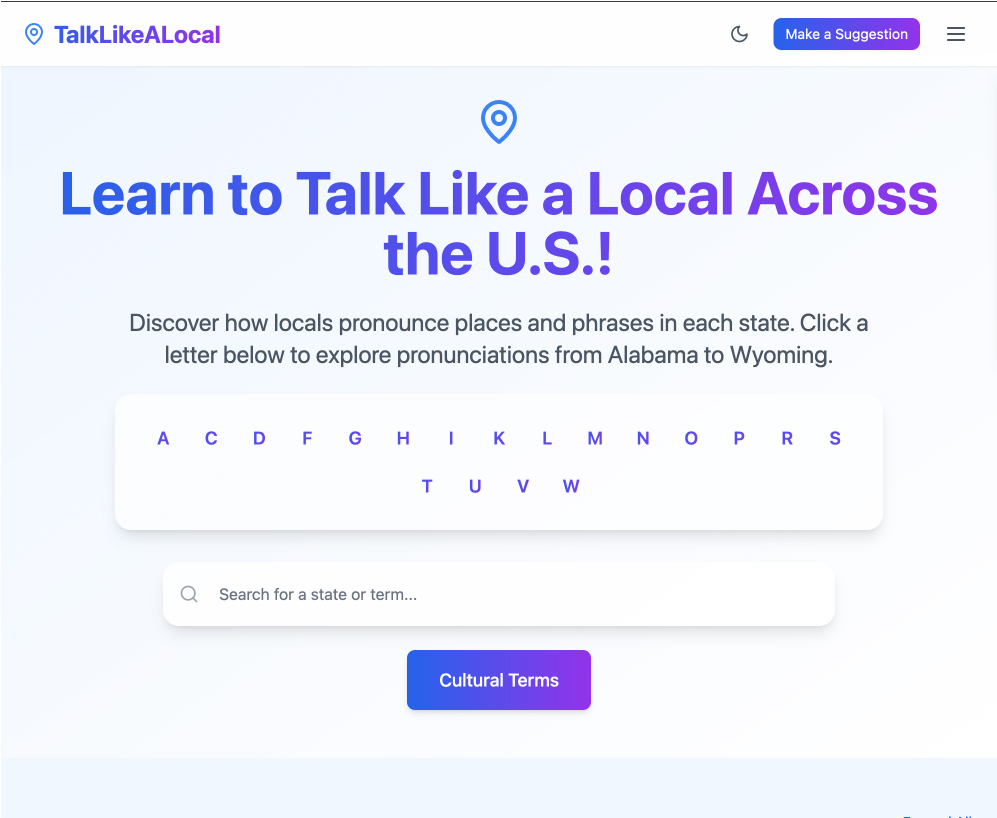 TalkLikeALocal
Make a Suggestion
Learn to Talk Like a Local Across
the U.S.!
Discover how locals pronounce places and phrases in each state. Click a
letter below to explore pronunciations from Alabama to Wyoming.
A C D F G H I K L M N O P R S
T U V W
Search for a state or term...
Cultural Terms